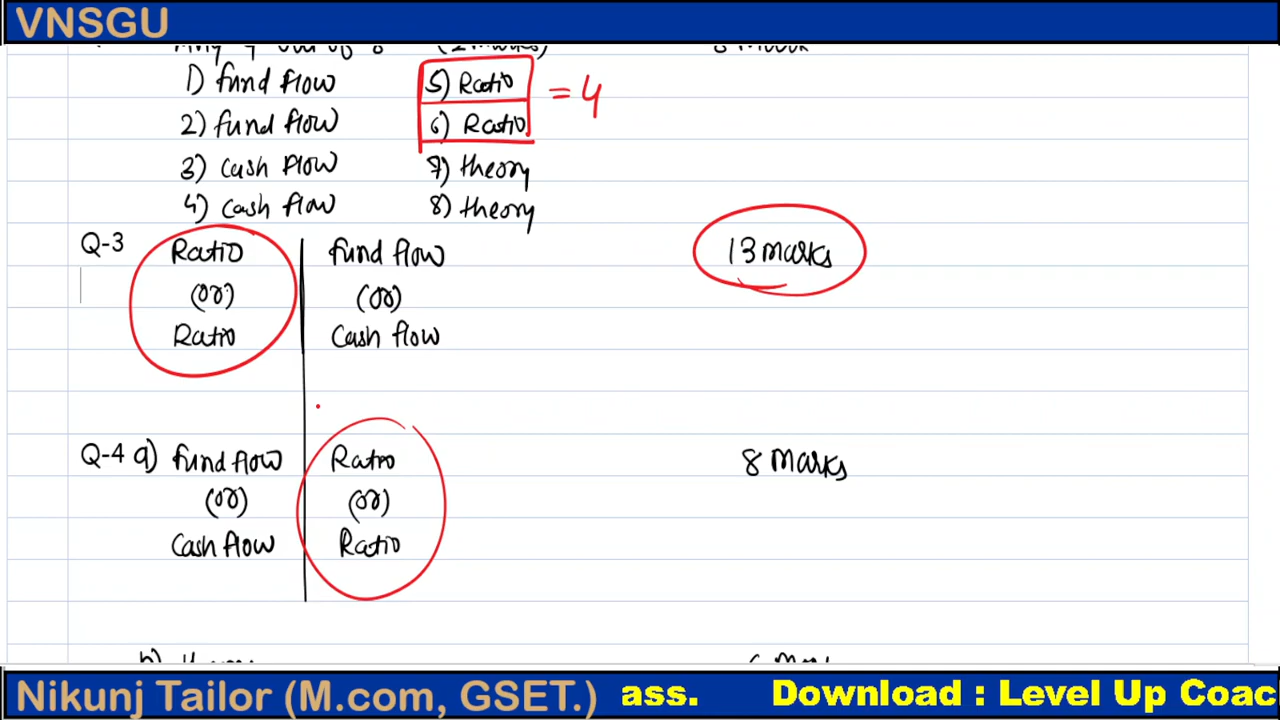 VNSGU
1) fund flow
2) fund flow
3) cash flow
4) cash flow
5) Ratio
6) Ratio
= 4
7) theory
8) theory
Q-3 Ratio
(or)
Ratio
fund flow
(or)
Cash flow
13 marks
Q-4 a) fund flow
(or)
Cash flow
Ratio
(or)
Ratio
8 marks
Nikunj Tailor (M.com, GSET.) ass. Download : Level Up Coac